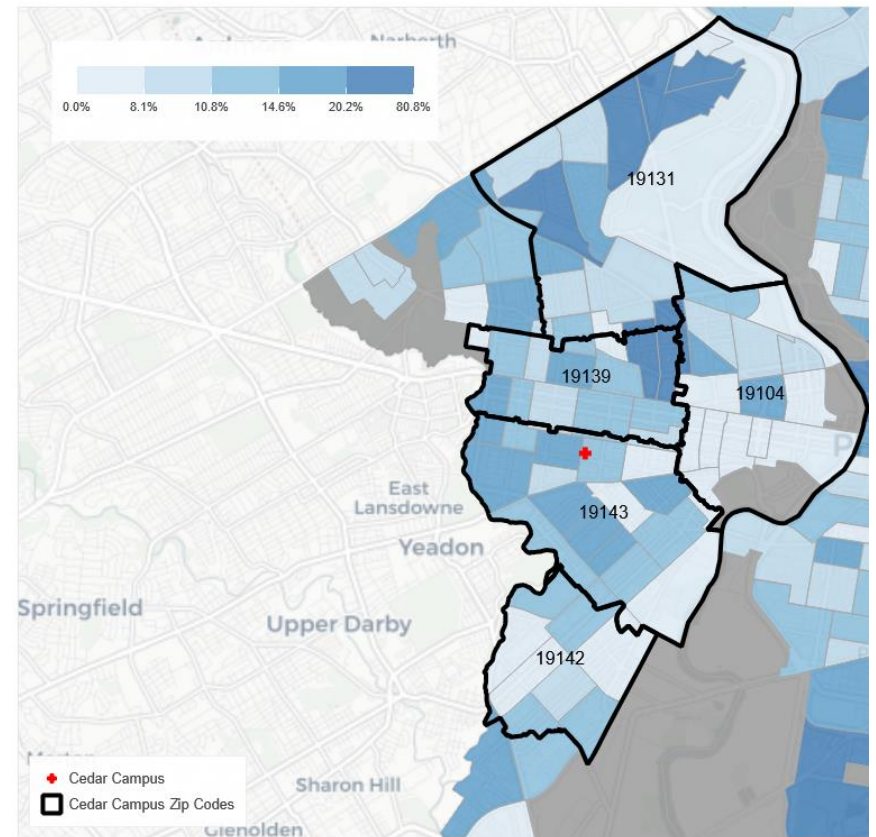 Narberth
0.0% 8.1% 10.8% 14.6% 20.2% 80.8%
19131
19139
19104
P
East
Lansdowne
19143
Yeadon
Springfield
Upper Darby
19142
Sharon Hill
Glenolden
Cedar Campus
Cedar Campus Zip Codes